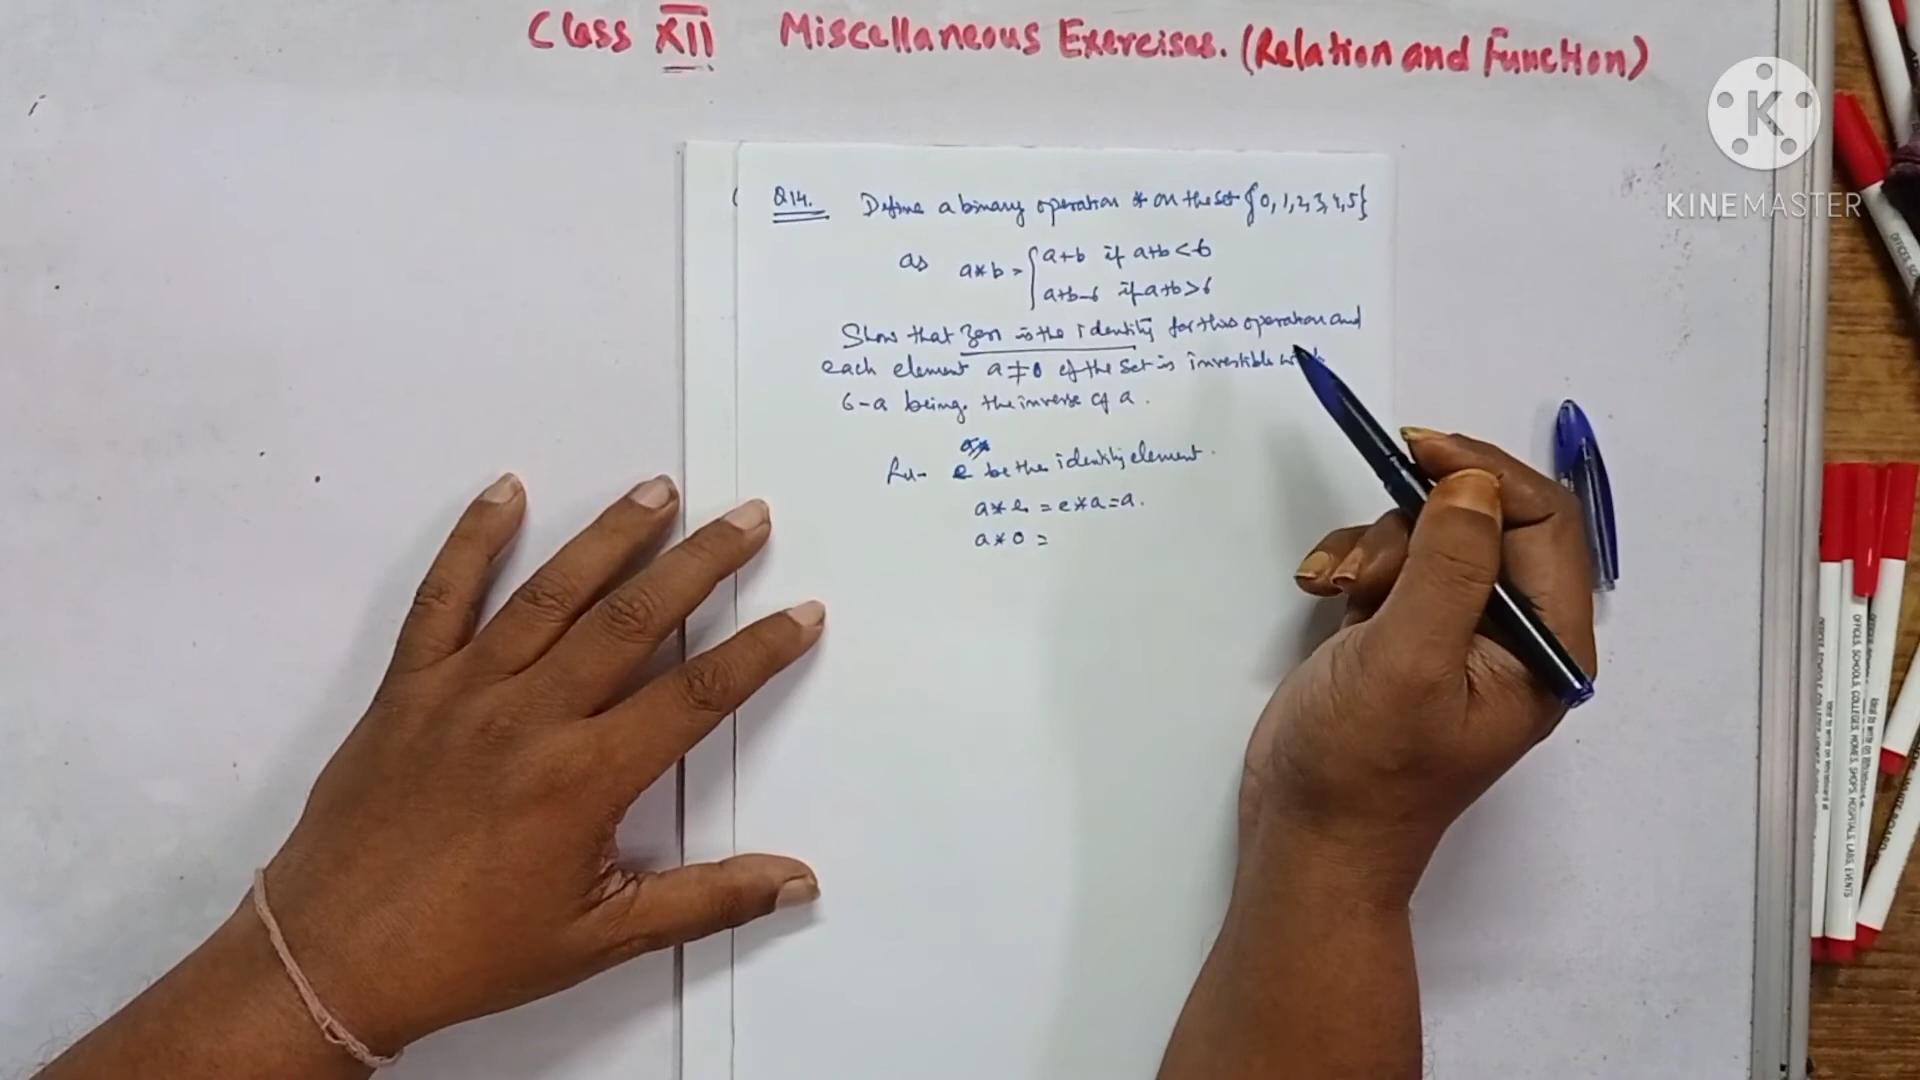 Class XII Miscellaneous Exercises. (Relation and Function)
K
KINEMASTER
Q14. Define a binary operation * on the set {0, 1, 2, 3, 4, 5}
as a*b = { a+b if a+b<6
a+b-6 if a+b>6
Show that zero is the identity for this operation and
each element a≠0 of the set is invertible
6-a being the inverse of a.
Let e be the identity element.
a*e = e*a=a.
a*0 =